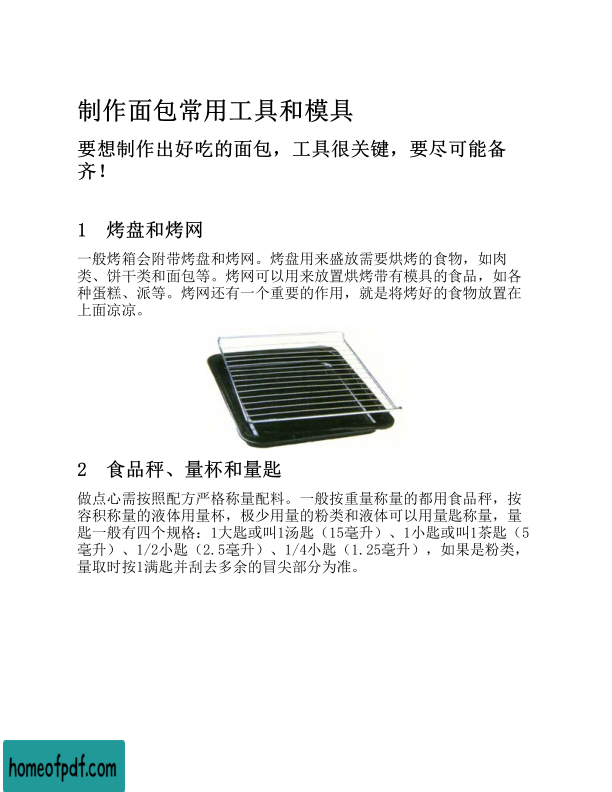 制作面包常用工具和模具
要想制作出好吃的面包，工具很关键，要尽可能备
齐！
1 烤盘和烤网
一般烤箱会附带烤盘和烤网。烤盘用来盛放需要烘烤的食物，如肉
类、饼干类和面包等。烤网可以用来放置烘烤带有模具的食品，如各
种蛋糕、派等。烤网还有一个重要的作用，就是将烤好的食物放置在
上面凉凉。
2 食品秤、量杯和量匙
做点心需按照配方严格称量配料。一般按重量称量的都用食品秤，按
容积称量的液体用量杯，极少用量的粉类和液体可以用量匙称量，量
匙一般有四个规格：1大匙或叫1汤匙（15毫升）、1小匙或叫1茶匙（5
毫升）、1/2小匙（2.5毫升）、1/4小匙（1.25毫升），如果是粉类，
量取时按1满匙并刮去多余的冒尖部分为准。
homeofpdf.com